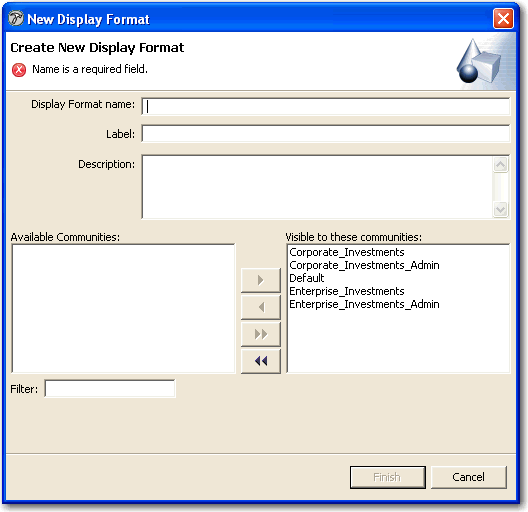 New Display Format
Create New Display Format
Name is a required field.
Display Format name:
Label:
Description:
Available Communities:
Visible to these communities:
Corporate_Investments
Corporate_Investments_Admin
Default
Enterprise_Investments
Enterprise_Investments_Admin
Filter:
Finish
Cancel